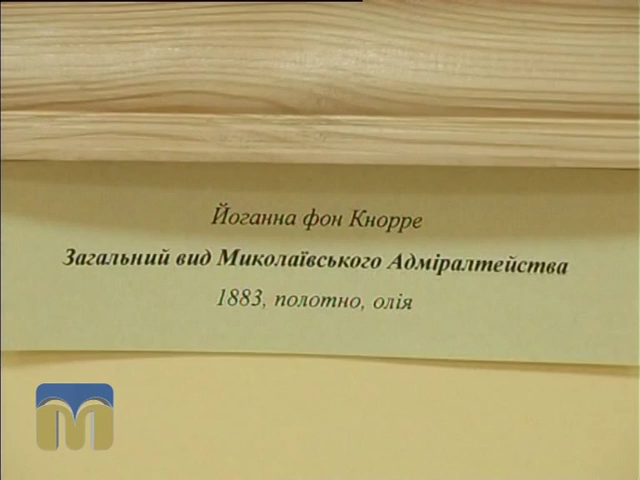 Йоганна фон Кнорре
Загальний вид Миколаївського Адміралтейства
1883, полотно, олія
M